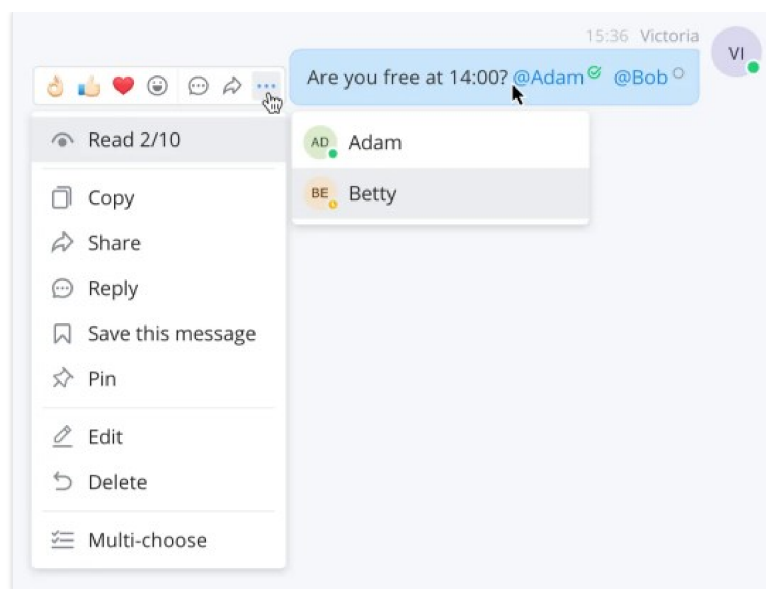 15:36 Victoria
VI
Are you free at 14:00? @Adam @Bob
Read 2/10
AD Adam
BE Betty
Copy
Share
Reply
Save this message
Pin
Edit
Delete
Multi-choose